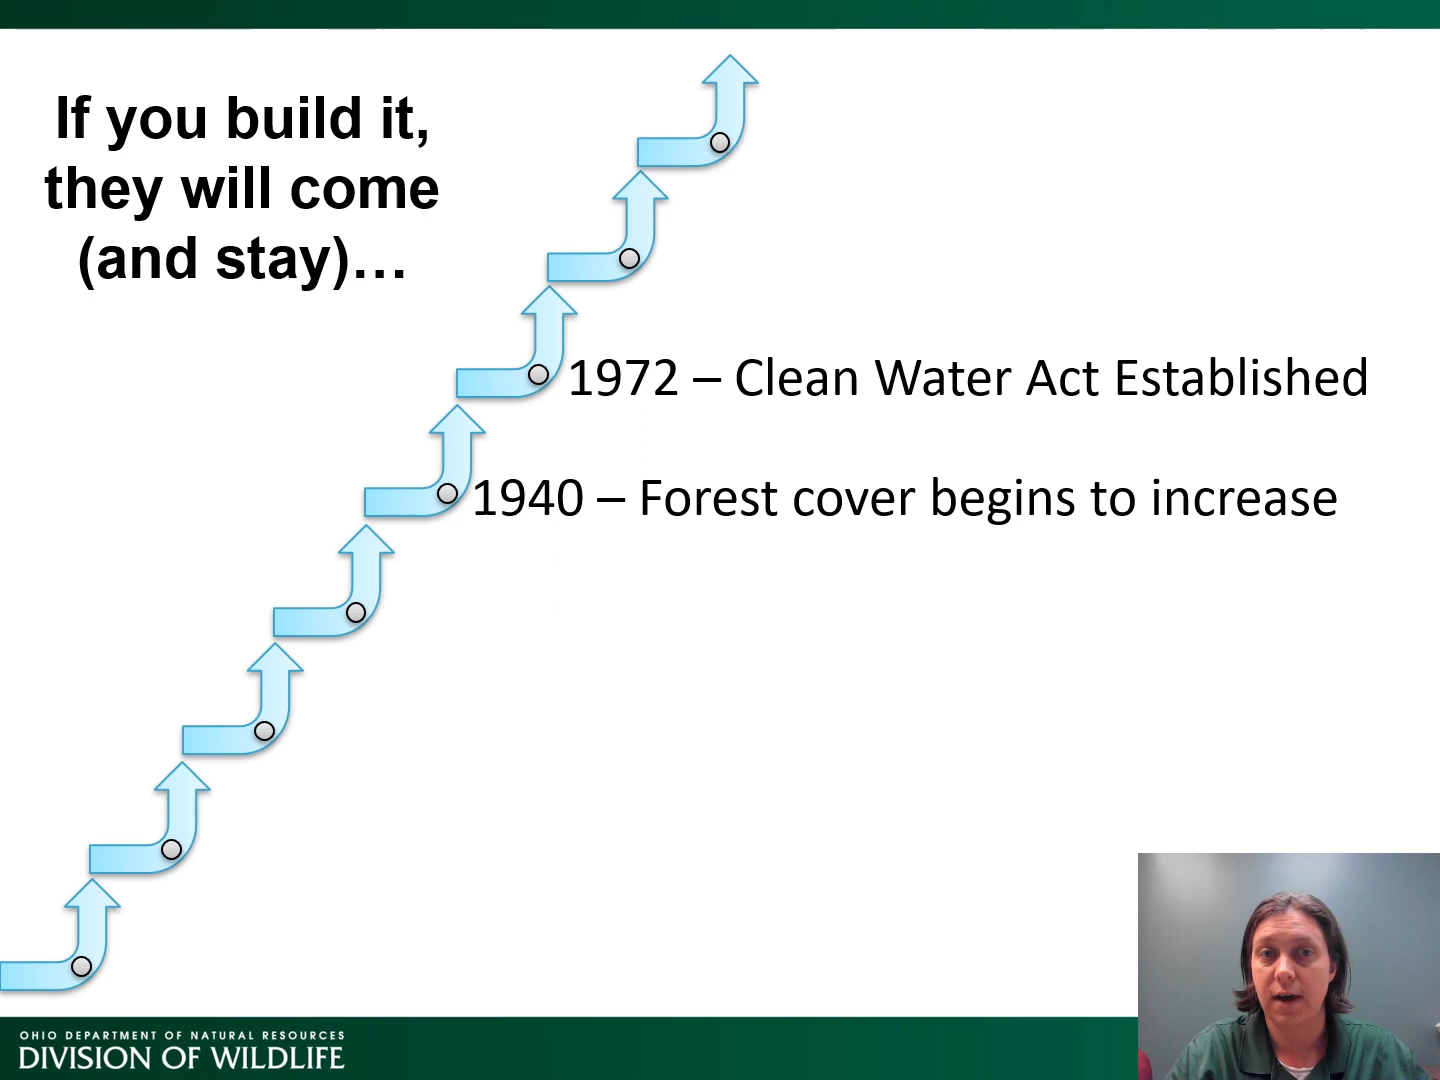 If you build it,
they will come
(and stay)…
1972 – Clean Water Act Established
1940 – Forest cover begins to increase
OHIO DEPARTMENT OF NATURAL RESOURCES
DIVISION OF WILDLIFE